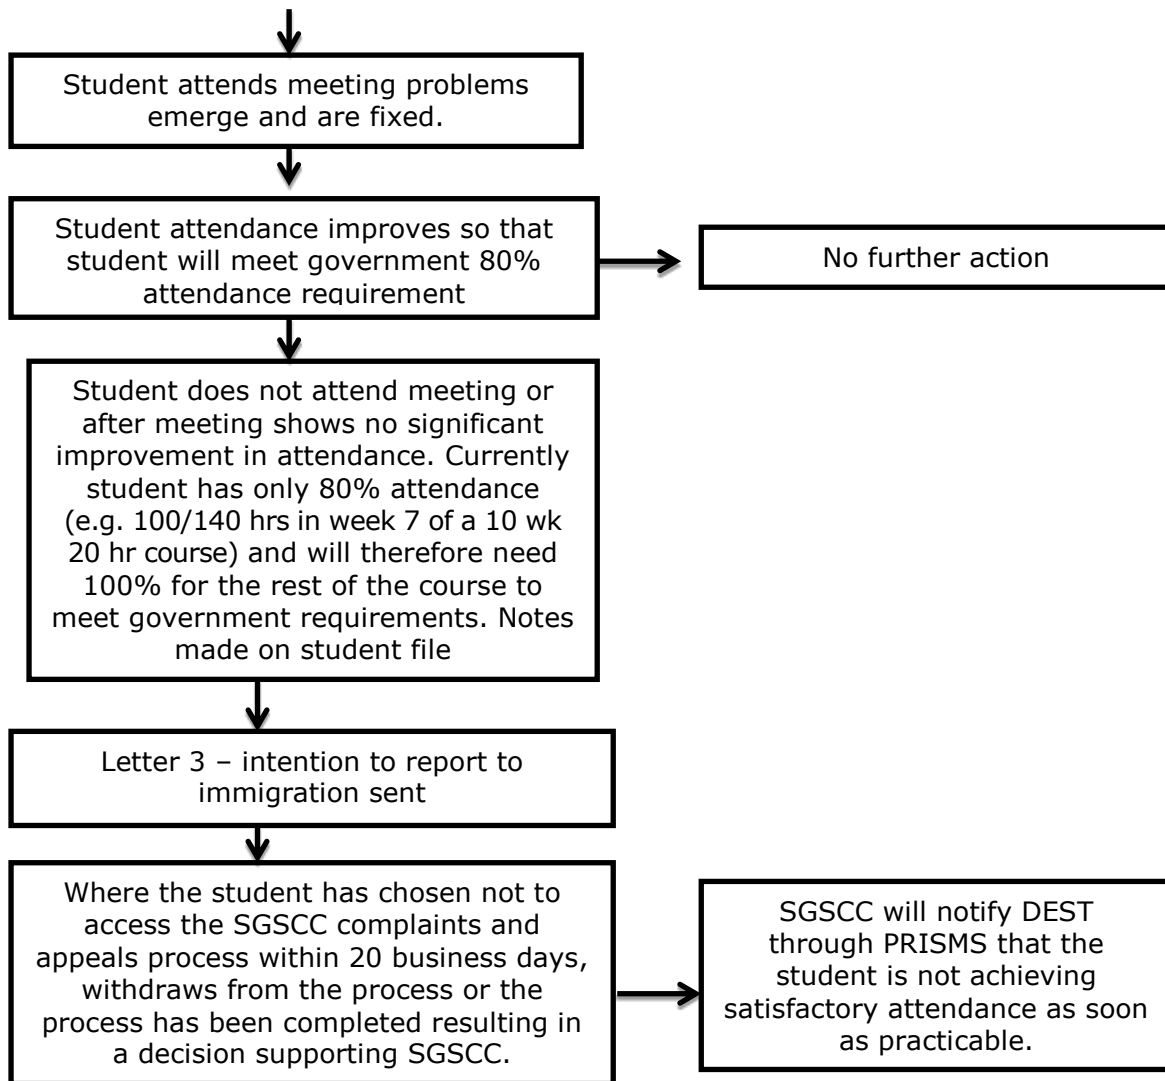 Student attends meeting problems
emerge and are fixed.
Student attendance improves so that
student will meet government 80%
attendance requirement
No further action
Student does not attend meeting or
after meeting shows no significant
improvement in attendance. Currently
student has only 80% attendance
(e.g. 100/140 hrs in week 7 of a 10 wk
20 hr course) and will therefore need
100% for the rest of the course to
meet government requirements. Notes
made on student file
Letter 3 – intention to report to
immigration sent
Where the student has chosen not to
access the SGSCC complaints and
appeals process within 20 business days,
withdraws from the process or the
process has been completed resulting in
a decision supporting SGSCC.
SGSCC will notify DEST
through PRISMS that the
student is not achieving
satisfactory attendance as soon
as practicable.